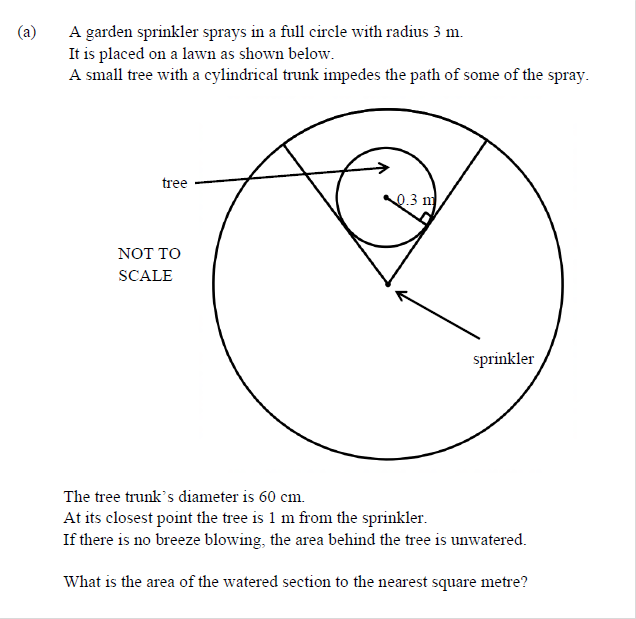 (a) A garden sprinkler sprays in a full circle with radius 3 m.
It is placed on a lawn as shown below.
A small tree with a cylindrical trunk impedes the path of some of the spray.
tree
0.3 m
NOT TO
SCALE
sprinkler
The tree trunk’s diameter is 60 cm.
At its closest point the tree is 1 m from the sprinkler.
If there is no breeze blowing, the area behind the tree is unwatered.
What is the area of the watered section to the nearest square metre?